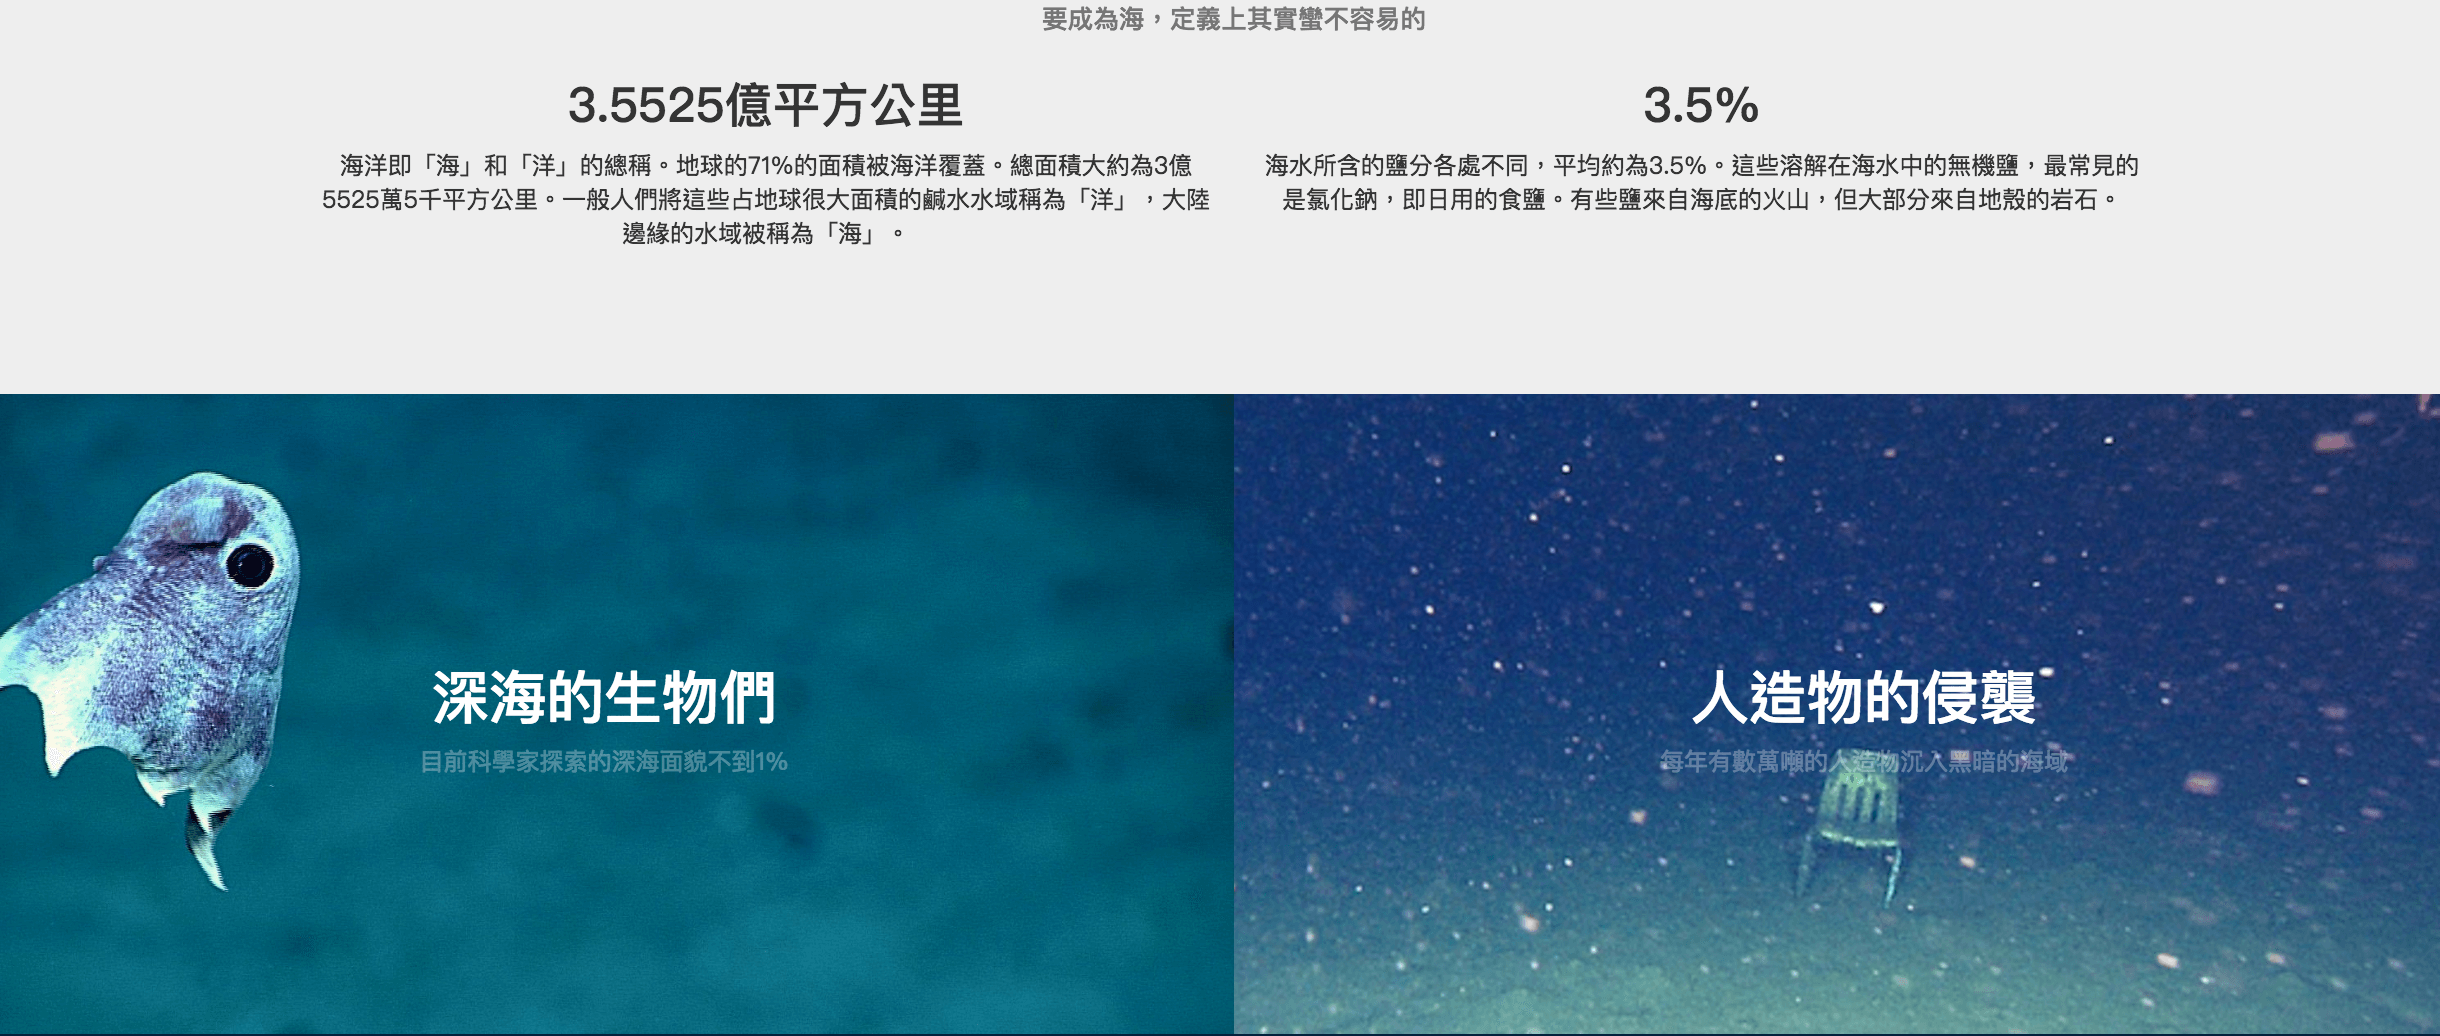 要成為海，定義上其實蠻不容易的
3.5525億平方公里
海洋即「海」和「洋」的總稱。地球的71%的面積被海洋覆蓋。總面積大約為3億
5525萬5千平方公里。一般人們將這些占地球很大面積的鹹水水域稱為「洋」，大陸
邊緣的水域被稱為「海」。
3.5%
海水所含的鹽分各處不同，平均約為3.5%。這些溶解在海水中的無機鹽，最常見的
是氯化鈉，即日用的食鹽。有些鹽來自海底的火山，但大部分來自地殼的岩石。
深海的生物們
目前科學家探索的深海面貌不到1%
人造物的侵襲
每年有數萬噸的人造物沉入黑暗的海域